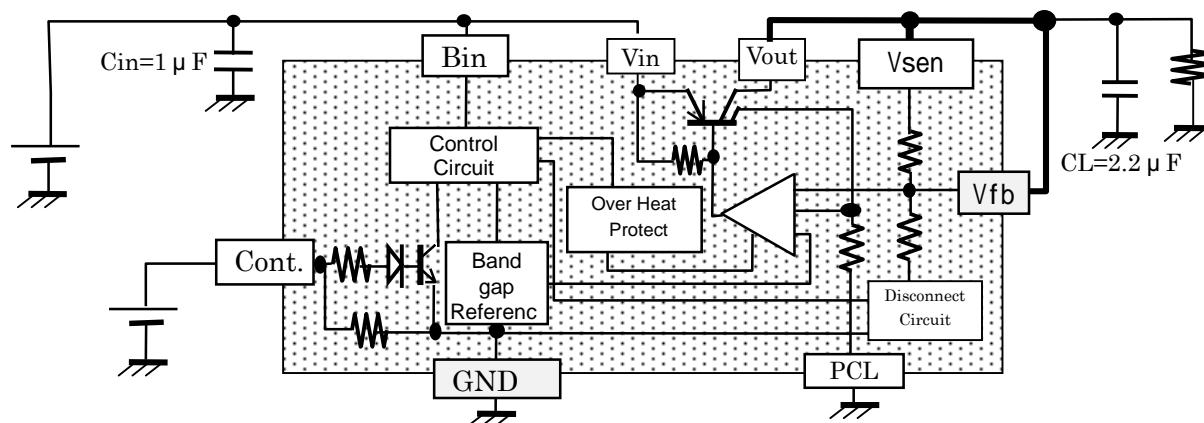 Cin=1μF
Bin
Vin
Vout
Vsen
Control
Circuit
CL=2.2μF
Over Heat
Protect
Vfb
Cont.
Band
gap
Referenc
Disconnect
Circuit
GND
PCL